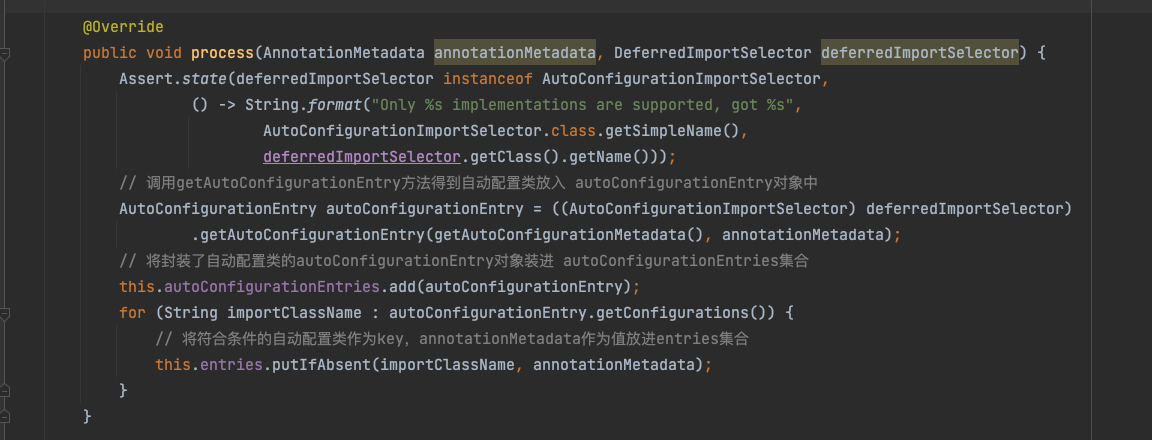 @Override
public void process(AnnotationMetadata annotationMetadata, DeferredImportSelector deferredImportSelector) {
Assert.state(deferredImportSelector instanceof AutoConfigurationImportSelector,
() -> String.format("Only %s implementations are supported, got %s",
AutoConfigurationImportSelector.class.getSimpleName(),
deferredImportSelector.getClass().getName()));
// 调用getAutoConfigurationEntry方法得到自动配置类放入 autoConfigurationEntry对象中
AutoConfigurationEntry autoConfigurationEntry = ((AutoConfigurationImportSelector) deferredImportSelector)
.getAutoConfigurationEntry(getAutoConfigurationMetadata(), annotationMetadata);
// 将封装了自动配置类的autoConfigurationEntry对象装进 autoConfigurationEntries集合
this.autoConfigurationEntries.add(autoConfigurationEntry);
for (String importClassName : autoConfigurationEntry.getConfigurations()) {
// 将符合条件的自动配置类作为key，annotationMetadata作为值放进entries集合
this.entries.putIfAbsent(importClassName, annotationMetadata);
}
}